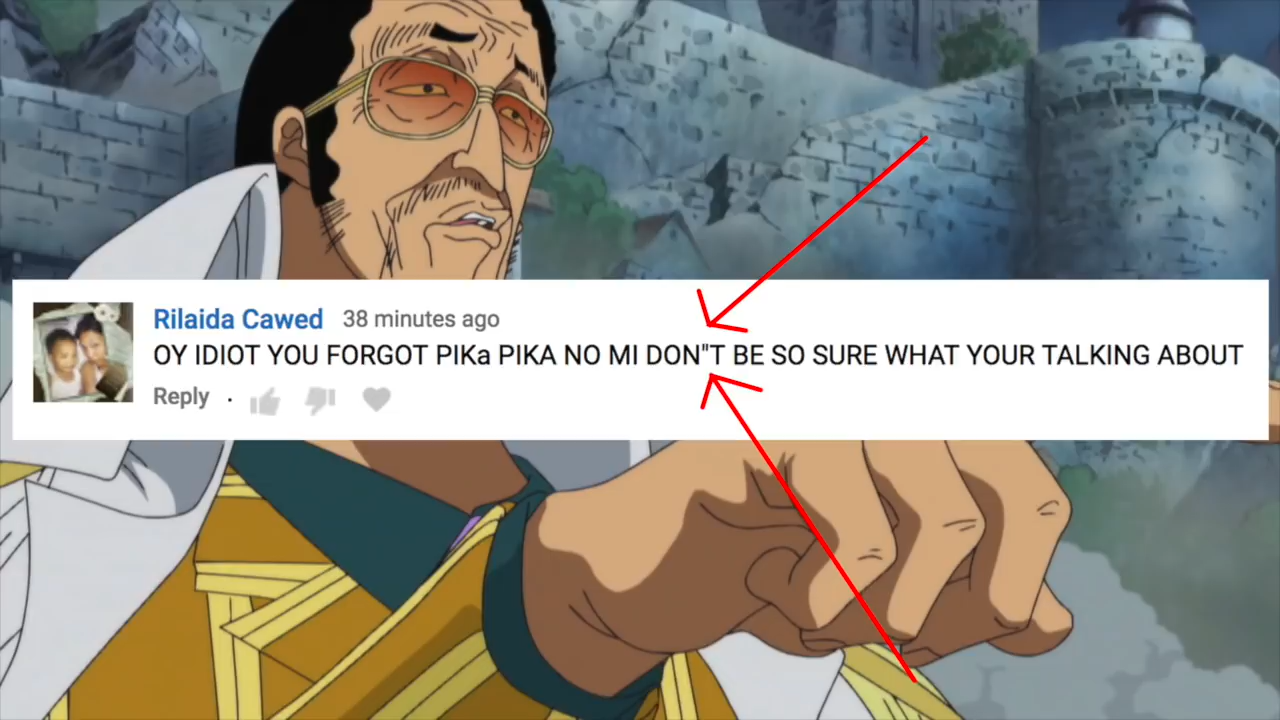 Rilaida Cawed 38 minutes ago
OY IDIOT YOU FORGOT PIKa PIKA NO MI DON"T BE SO SURE WHAT YOUR TALKING ABOUT
Reply ·